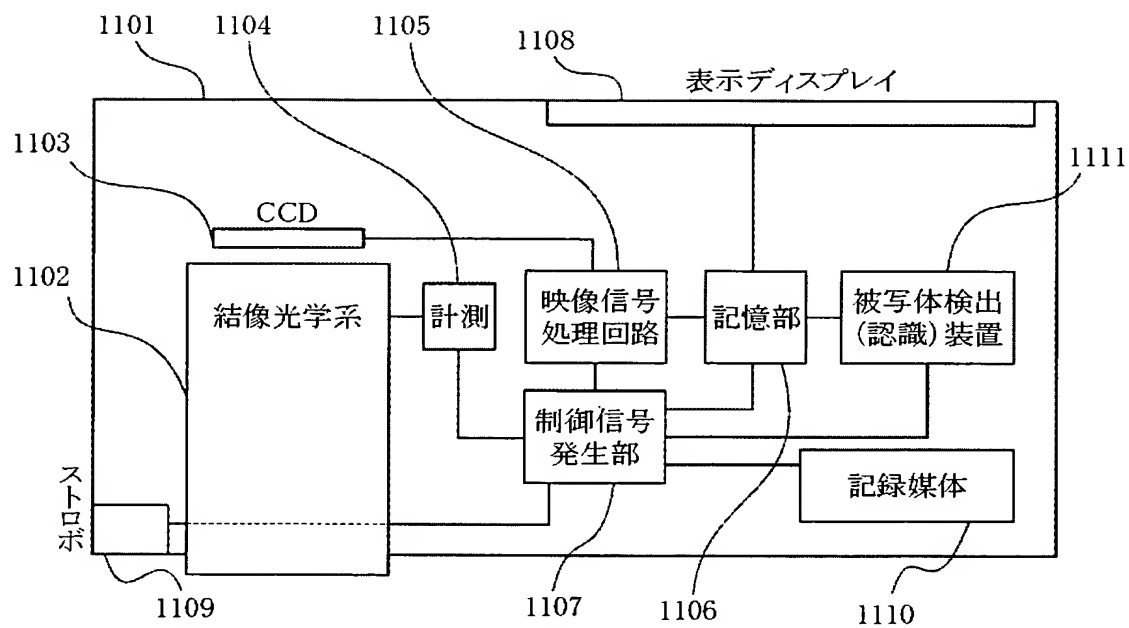 1101
1104
1105
1108
表示ディスプレイ
1103
1111
CCD
1102
結像光学系
計測
映像信号
処理回路
記憶部
被写体検出
(認識)装置
制御信号
発生部
記録媒体
ストロボ
1109
1107
1106
1110